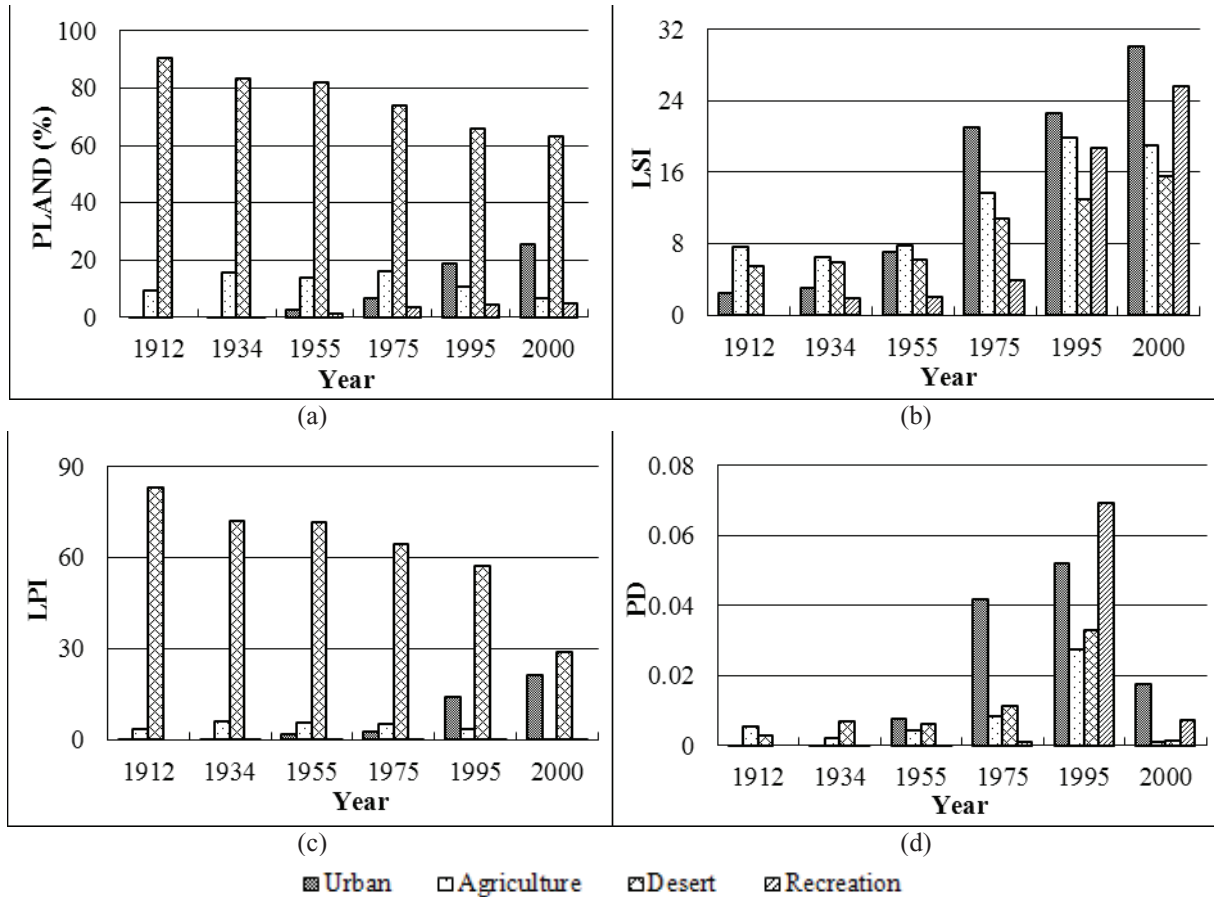 100
80
60
40
20
0
PLAND (%)
1912 1934 1955 1975 1995 2000
Year
(a)
32
24
16
8
0
LSI
1912 1934 1955 1975 1995 2000
Year
(b)
90
60
30
0
LPI
1912 1934 1955 1975 1995 2000
Year
(c)
0.08
0.06
0.04
0.02
0
PD
1912 1934 1955 1975 1995 2000
Year
(d)
Urban Agriculture Desert Recreation